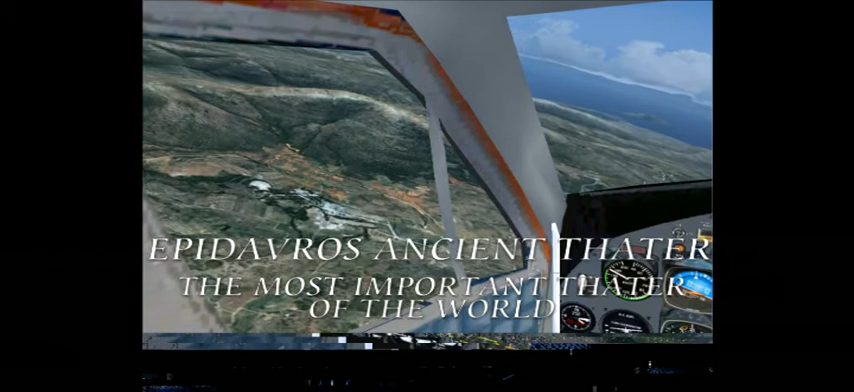 EPIDAVROS ANCIENT THATER
THE MOST IMPORTANT THATER
OF THE WORLD